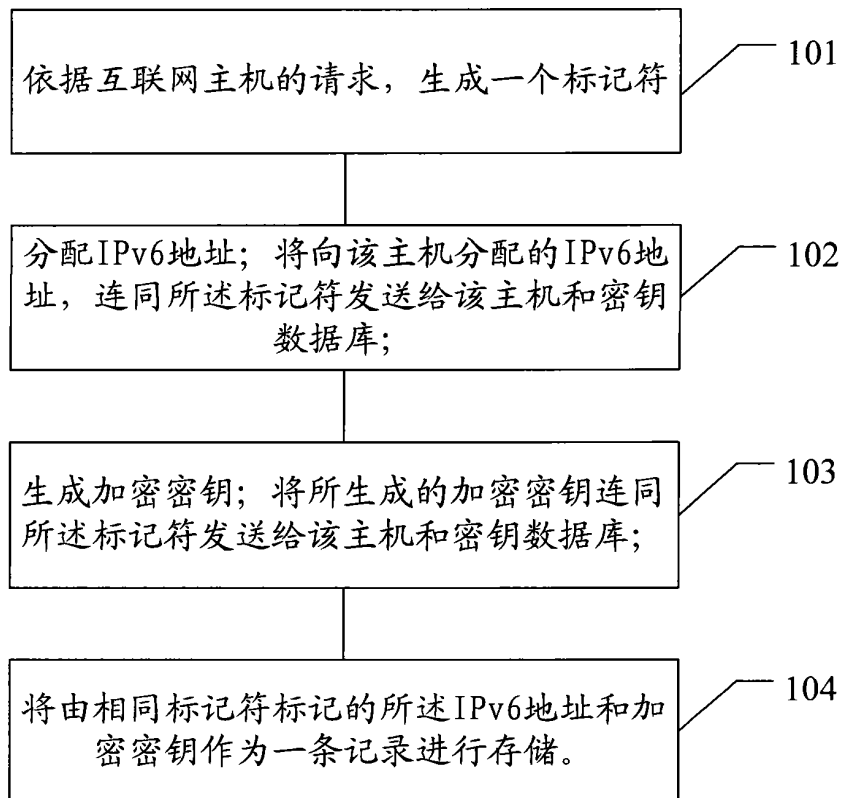 依据互联网主机的请求，生成一个标记符
101
分配IPv6地址；将向该主机分配的IPv6地
址，连同所述标记符发送给该主机和密钥
数据库；
102
生成加密密钥；将所生成的加密密钥连同
所述标记符发送给该主机和密钥数据库；
103
将由相同标记符标记的所述IPv6地址和加
密密钥作为一条记录进行存储。
104